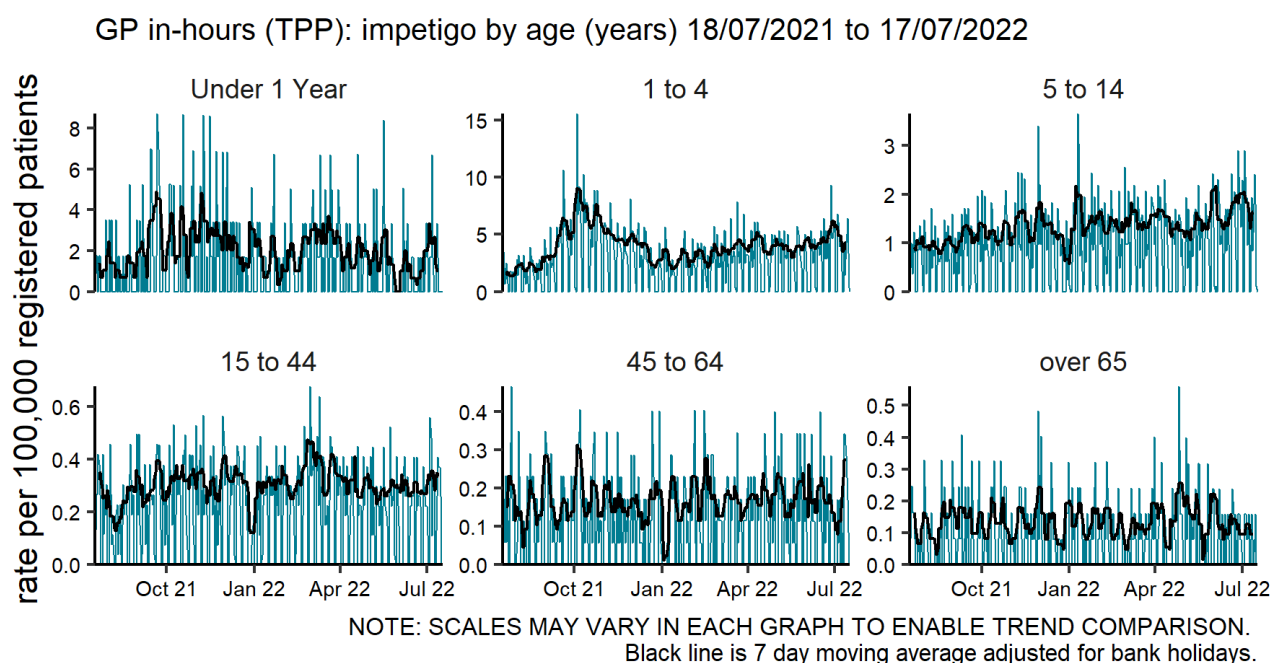 GP in-hours (TPP): impetigo by age (years) 18/07/2021 to 17/07/2022
rate per 100,000 registered patients
Under 1 Year
8
6
4
2
0
1 to 4
15
10
5
0
5 to 14
3
2
1
0
15 to 44
0.6
0.4
0.2
0.0
Oct 21 Jan 22 Apr 22 Jul 22
45 to 64
0.4
0.3
0.2
0.1
0.0
Oct 21 Jan 22 Apr 22 Jul 22
over 65
0.5
0.4
0.3
0.2
0.1
0.0
Oct 21 Jan 22 Apr 22 Jul 22
NOTE: SCALES MAY VARY IN EACH GRAPH TO ENABLE TREND COMPARISON.
Black line is 7 day moving average adjusted for bank holidays.